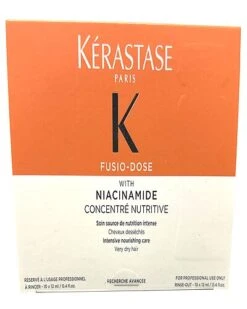 KÉRASTASE
PARIS
K
FUSIO-DOSE
WITH
NIACINAMIDE
CONCENTRÉ NUTRITIVE
Soin source de nutrition intense
Cheveux desséchés
Intensive nourishing care
Very dry hair
RÉSERVÉ À L'USAGE PROFESSIONNEL
À RINCER - 10 x 12 ml / 0.4 fl. oz.
RECHERCHE AVANCÉE
FOR PROFESSIONAL USE ONLY
RINSE-OUT - 10 x 12 ml / 0.4 fl. oz.